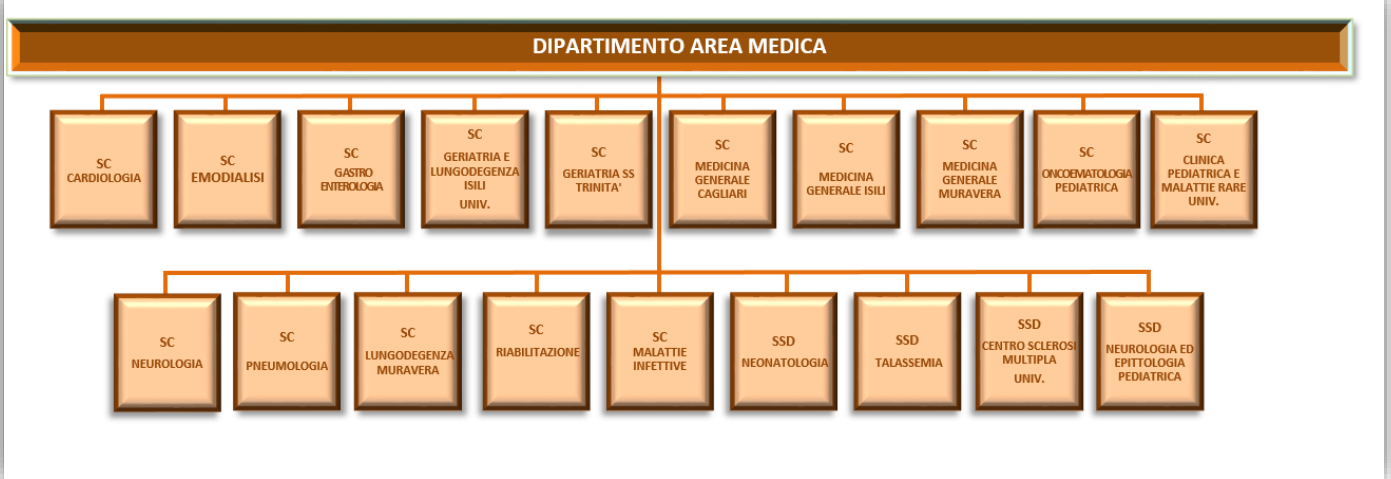 DIPARTIMENTO AREA MEDICA
SC
CARDIOLOGIA
SC
EMODIALISI
SC
GASTRO
ENTEROLOGIA
SC
GERIATRIA E
LUNGODEGENZA
ISILI
UNIV.
SC
GERIATRIA SS
TRINITA'
SC
MEDICINA
GENERALE
CAGLIARI
SC
MEDICINA
GENERALE ISILI
SC
MEDICINA
GENERALE
MURAVERA
SC
ONCOEMATOLOGIA
PEDIATRICA
SC
CLINICA
PEDIATRICA E
MALATTIE RARE
UNIV.
SC
NEUROLOGIA
SC
PNEUMOLOGIA
SC
LUNGODEGENZA
MURAVERA
SC
RIABILITAZIONE
SC
MALATTIE
INFETTIVE
SSD
NEONATOLOGIA
SSD
TALASSEMIA
SSD
CENTRO SCLEROSI
MULTIPLA
UNIV.
SSD
NEUROLOGIA ED
EPITTOLOGIA
PEDIATRICA